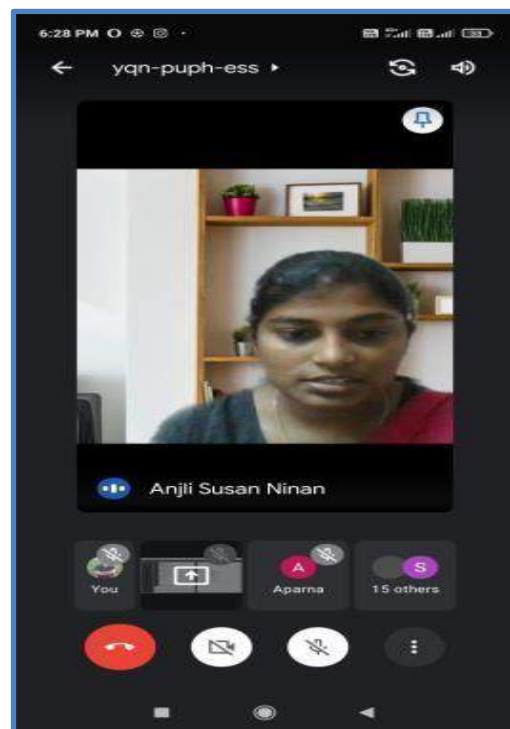 6:28 PM
yqn-puph-ess
Anjli Susan Ninan
A
S
You
Aparna
15 others